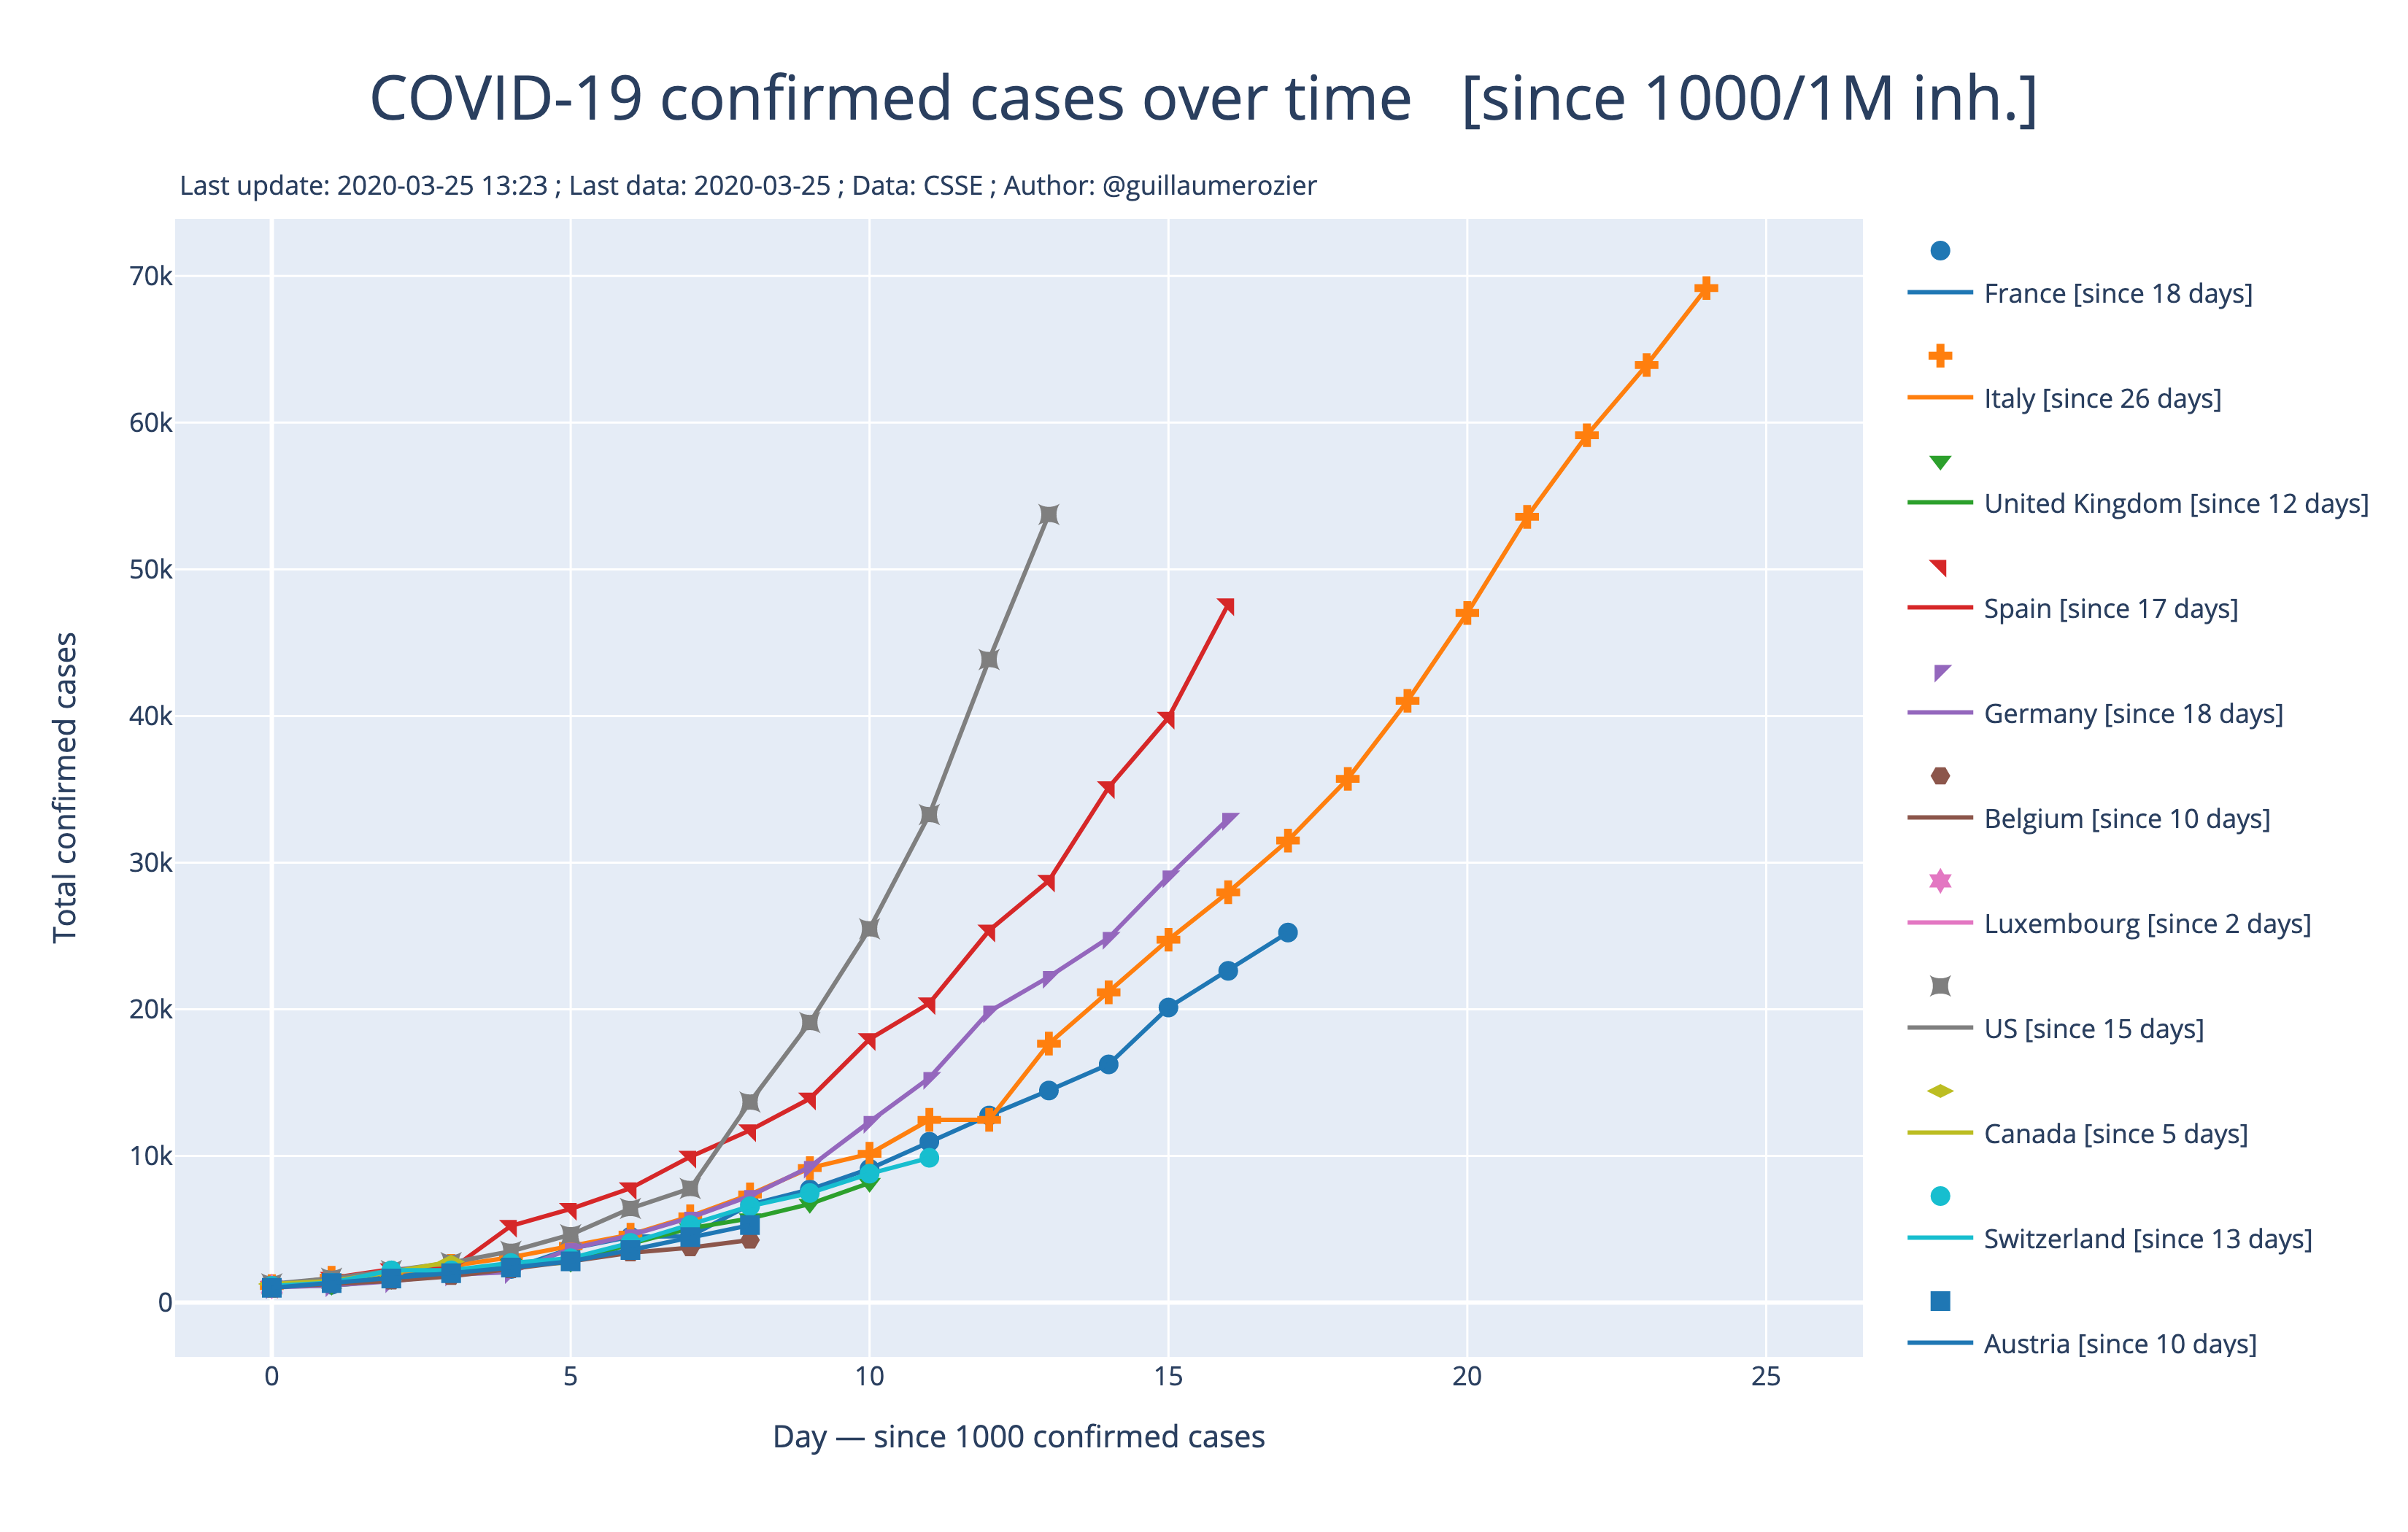 COVID-19 confirmed cases over time [since 1000/1M inh.]
Last update: 2020-03-25 13:23 ; Last data: 2020-03-25 ; Data: CSSE ; Author: @guillaumerozier
Total confirmed cases
70k
60k
50k
40k
30k
20k
10k
0
0 5 10 15 20 25
Day — since 1000 confirmed cases
France [since 18 days]
Italy [since 26 days]
United Kingdom [since 12 days]
Spain [since 17 days]
Germany [since 18 days]
Belgium [since 10 days]
Luxembourg [since 2 days]
US [since 15 days]
Canada [since 5 days]
Switzerland [since 13 days]
Austria [since 10 days]